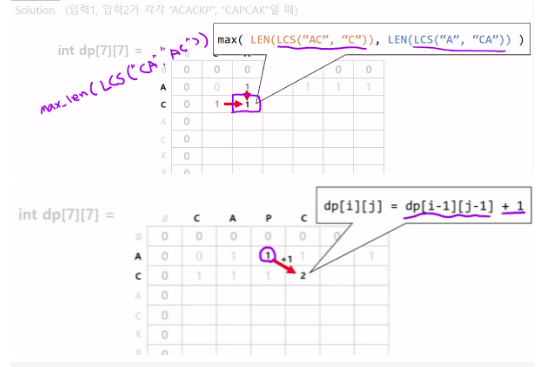 Solution. (입력1, 입력2가 각각 "ACACKP", "CAPCAK"일 때)
max( LEN(LCS("AC", "C")), LEN(LCS("A", "CA")) )
int dp[7][7] =
max_len(LCS("CA", "AC"))
0 0 0 0 0
A 0 0 1 1 1 1
C 0 1 1
A 0
C 0
K 0
P 0
dp[i][j] = dp[i-1][j-1] + 1
int dp[7][7] =
∅ C A P C
∅ 0 0 0 0 0 0
A 0 0 1 1 +1 1 1
C 0 1 1 1 2
A 0
C 0
K 0
P 0